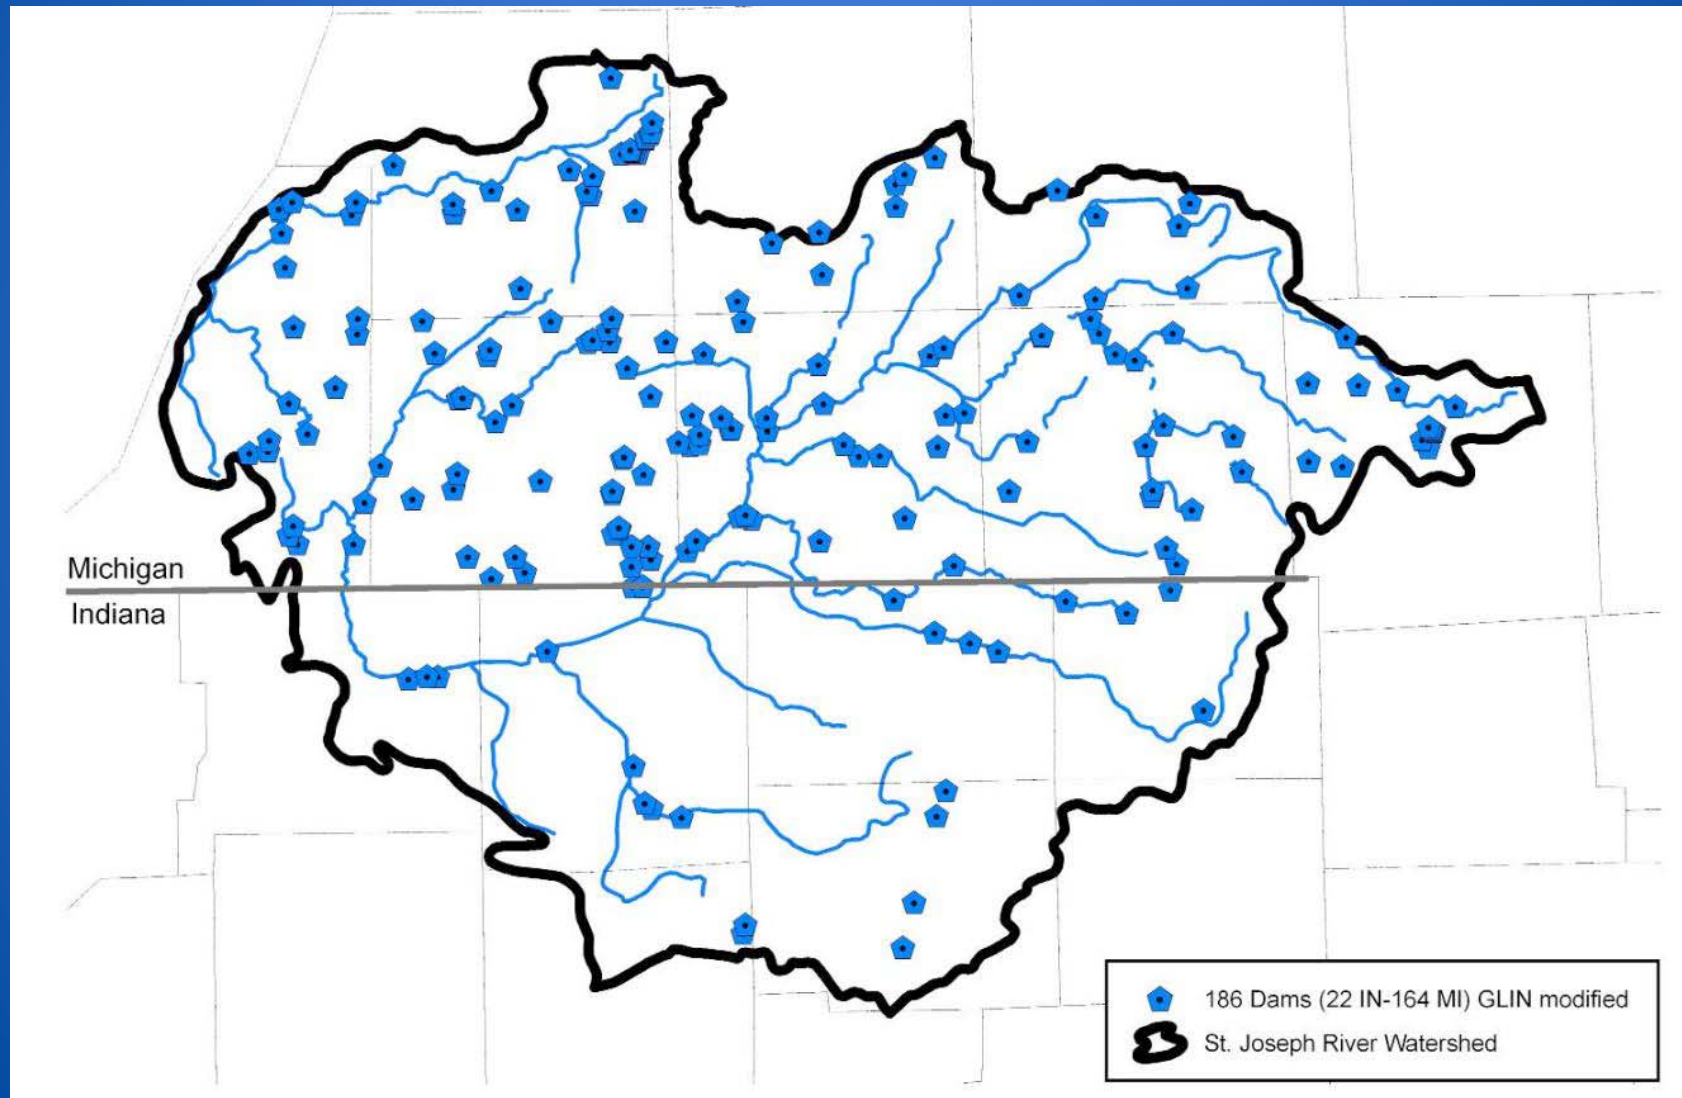 Michigan
Indiana
186 Dams (22 IN-164 MI) GLIN modified
St. Joseph River Watershed